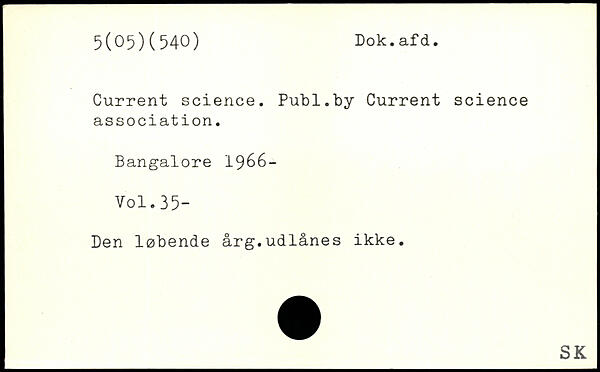 5(05)(540) Dok.afd.
Current science. Publ.by Current science
association.
Bangalore 1966-
Vol.35-
Den løbende årg.udlånes ikke.
SK